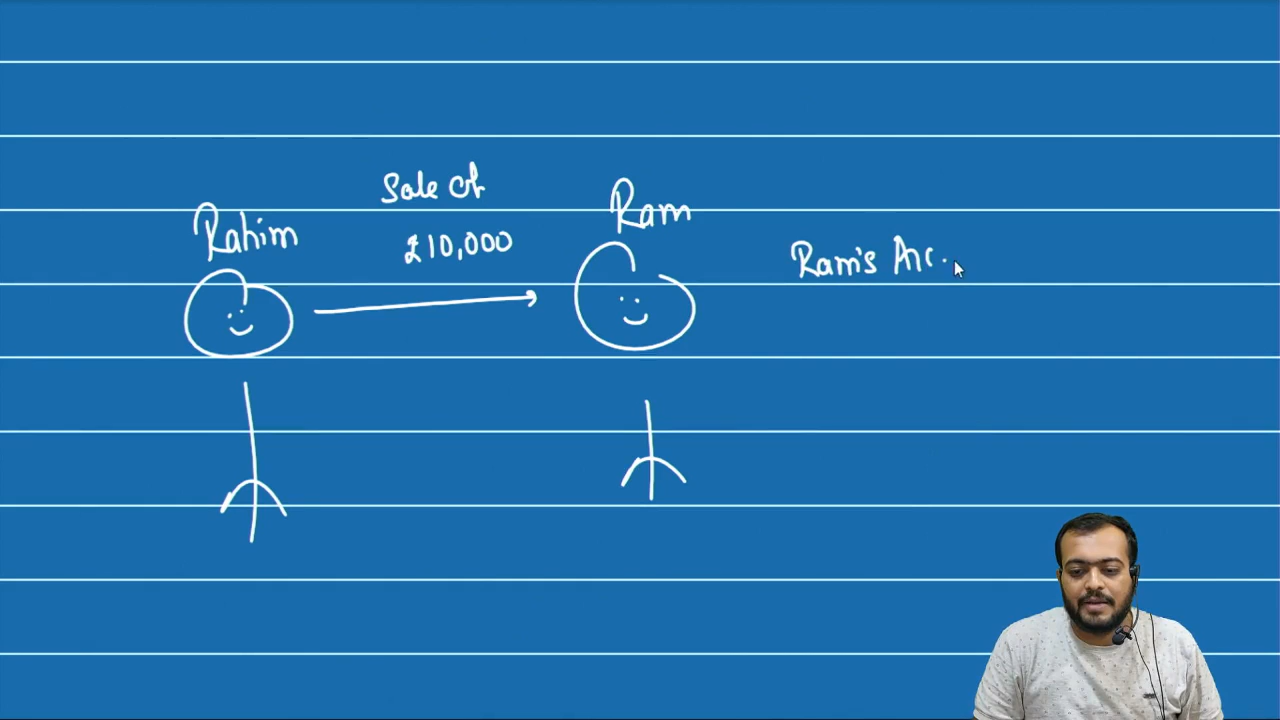 Rahim
Sale of
₹10,000
Ram
Ram's A/c.